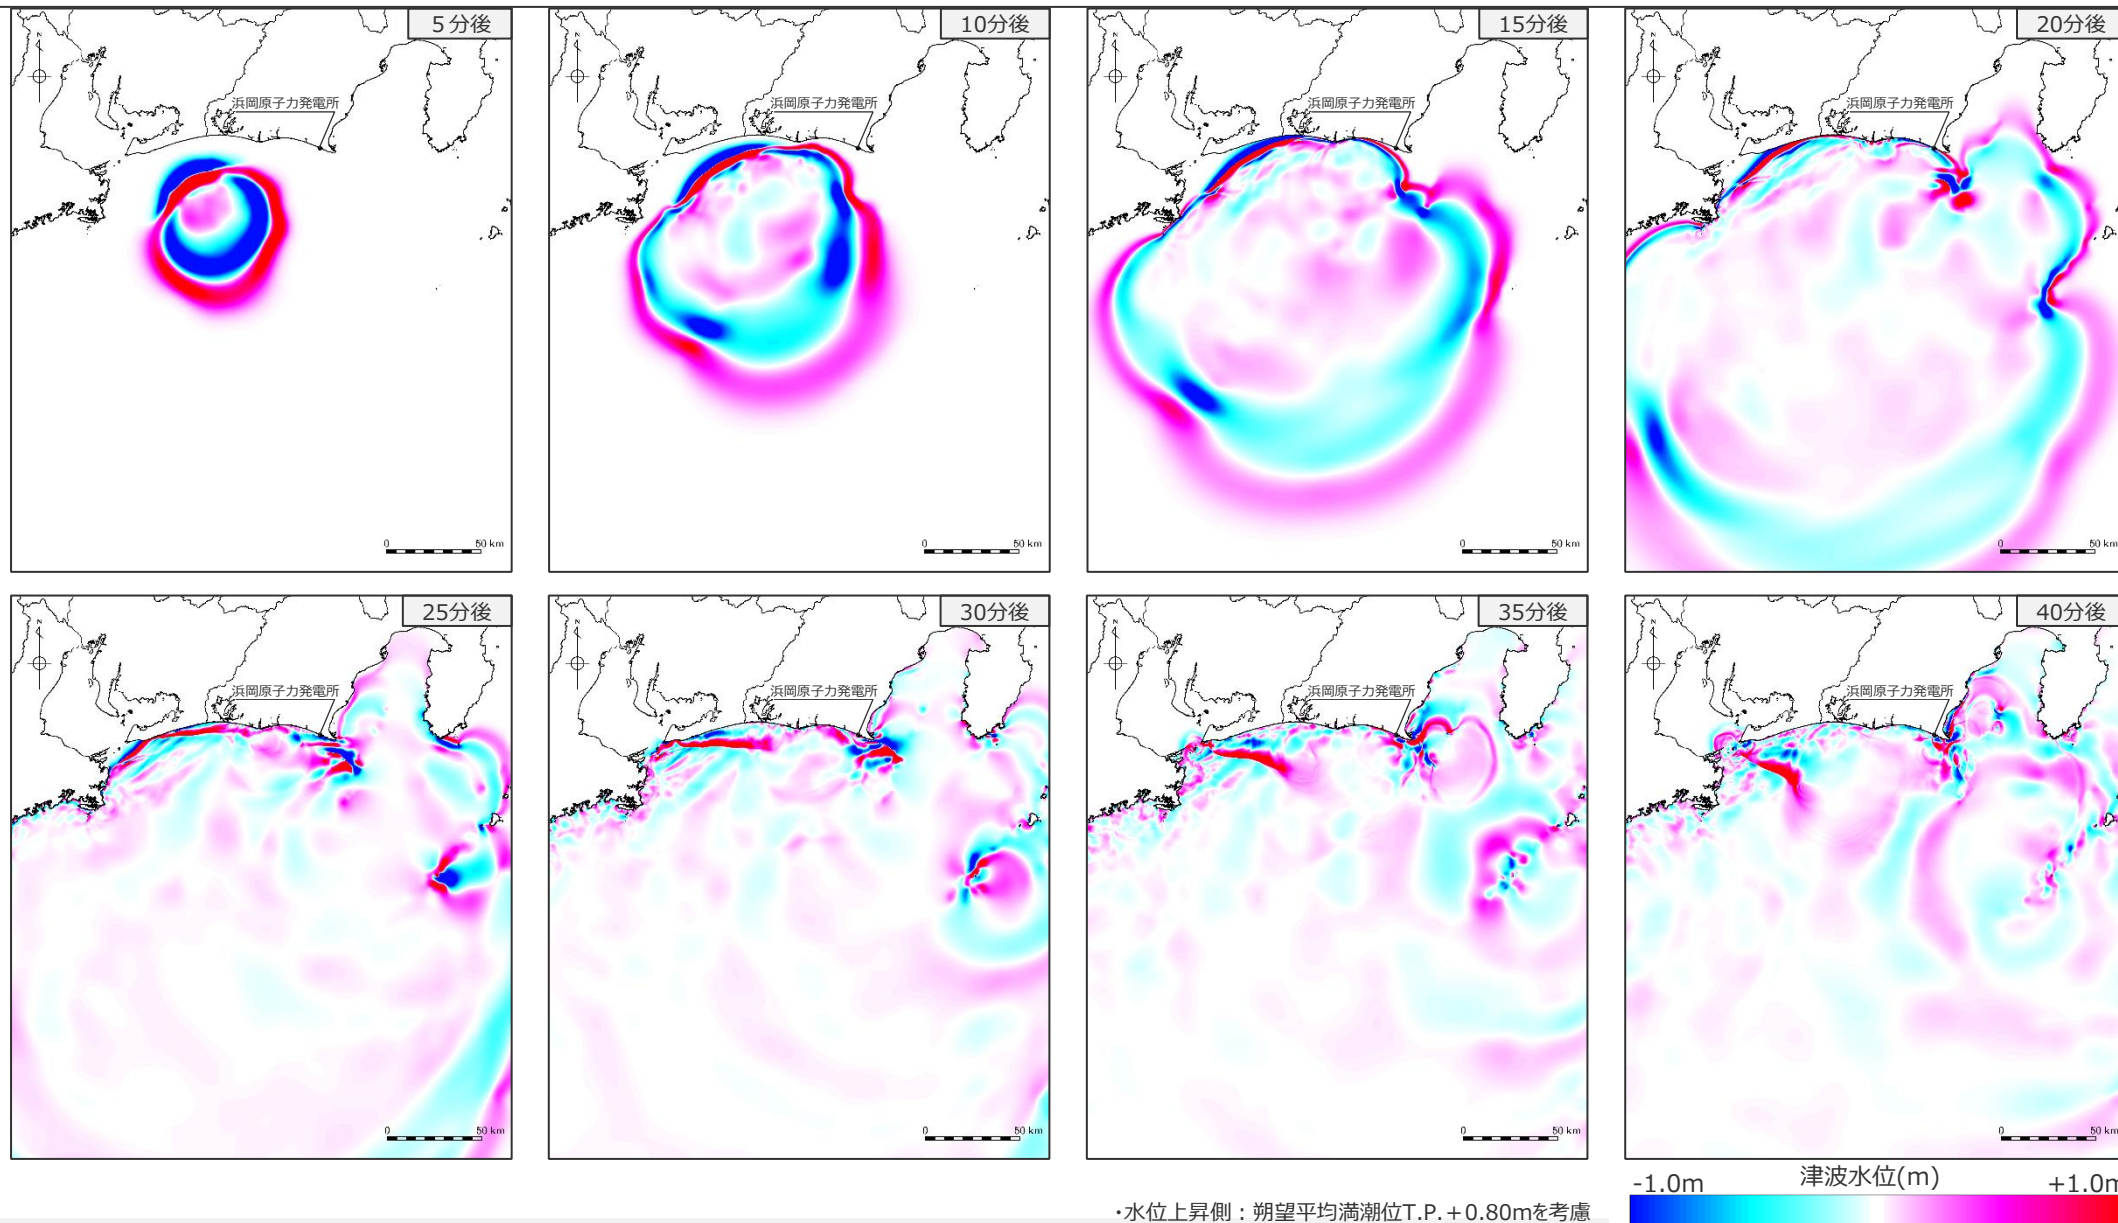 5分後
10分後
15分後
20分後
N
N
N
N
浜岡原子力発電所
浜岡原子力発電所
浜岡原子力発電所
浜岡原子力発電所
0 50 km
0 50 km
0 50 km
0 50 km
25分後
30分後
35分後
40分後
N
N
N
N
浜岡原子力発電所
浜岡原子力発電所
浜岡原子力発電所
浜岡原子力発電所
0 50 km
0 50 km
0 50 km
0 50 km
-1.0m 津波水位(m) +1.0m
・水位上昇側：朔望平均満潮位T.P.+0.80mを考慮